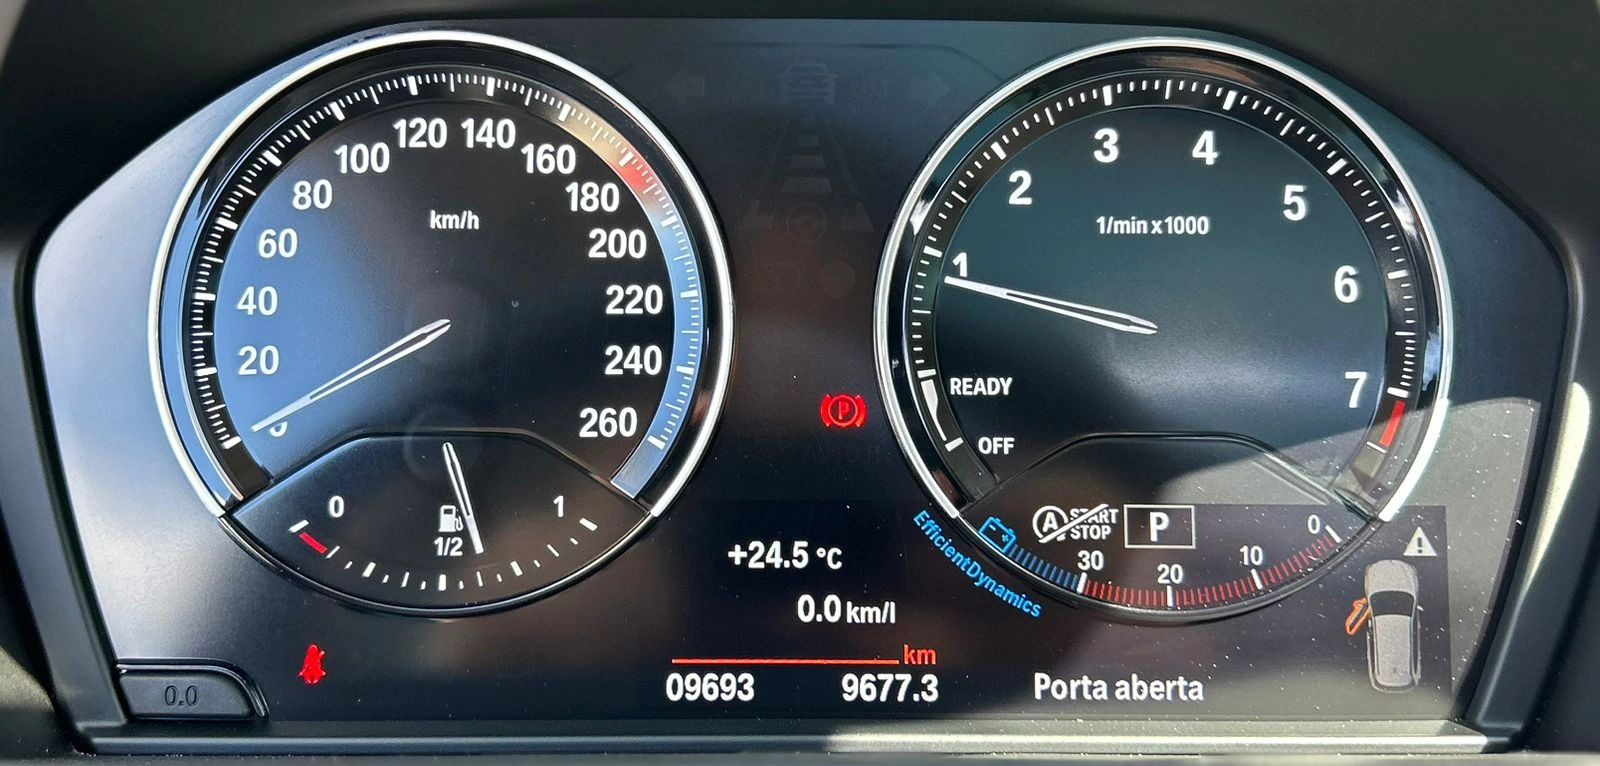 km/h
0
20
40
60
80
100
120
140
160
180
200
220
240
260
0
1/2
1
0.0
P
+24.5 °C
0.0 km/l
km
09693 9677.3
1/min x 1000
OFF
READY
1
2
3
4
5
6
7
EfficientDynamics
A START
STOP
P
30
20
10
0
Porta aberta